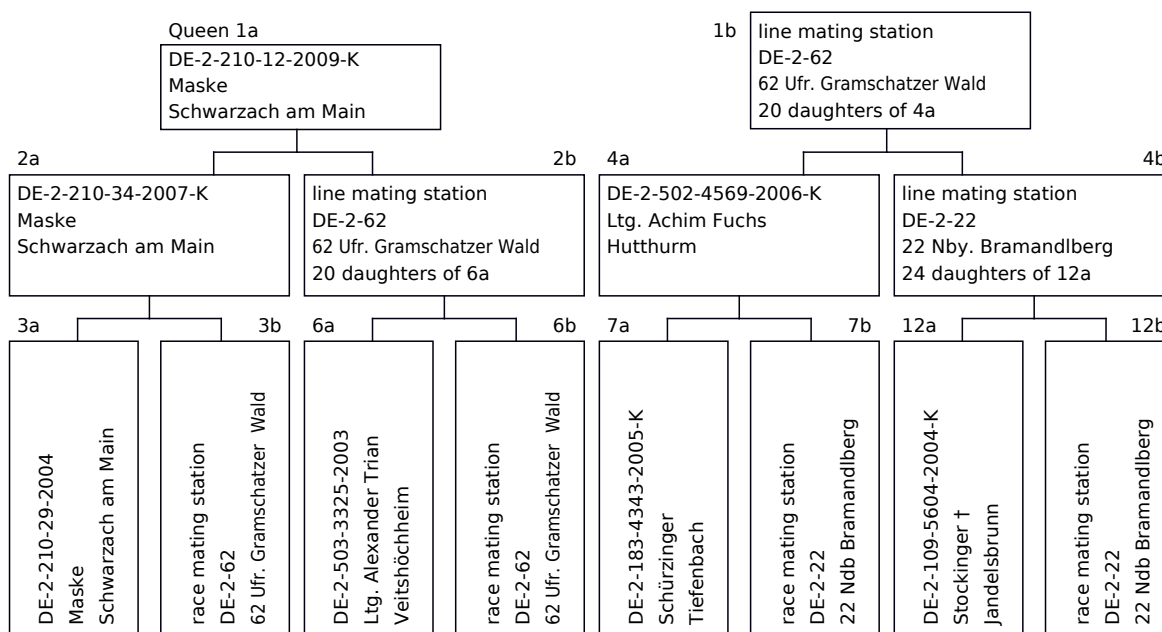 Queen 1a
DE-2-210-12-2009-K
Maske
Schwarzach am Main
1b
line mating station
DE-2-62
62 Ufr. Gramschatzer Wald
20 daughters of 4a
2a
DE-2-210-34-2007-K
Maske
Schwarzach am Main
2b
line mating station
DE-2-62
62 Ufr. Gramschatzer Wald
20 daughters of 6a
4a
DE-2-502-4569-2006-K
Ltg. Achim Fuchs
Hutthurm
4b
line mating station
DE-2-22
22 Nby. Bramandlberg
24 daughters of 12a
3a
DE-2-210-29-2004
Maske
Schwarzach am Main
3b
race mating station
DE-2-62
62 Ufr. Gramschatzer Wald
6a
DE-2-503-3325-2003
Ltg. Alexander Trian
Veitshöchheim
6b
race mating station
DE-2-62
62 Ufr. Gramschatzer Wald
7a
DE-2-183-4343-2005-K
Schürzinger
Tiefenbach
7b
race mating station
DE-2-22
22 Ndb Bramandlberg
12a
DE-2-109-5604-2004-K
Stockinger †
Jandelsbrunn
12b
race mating station
DE-2-22
22 Ndb Bramandlberg